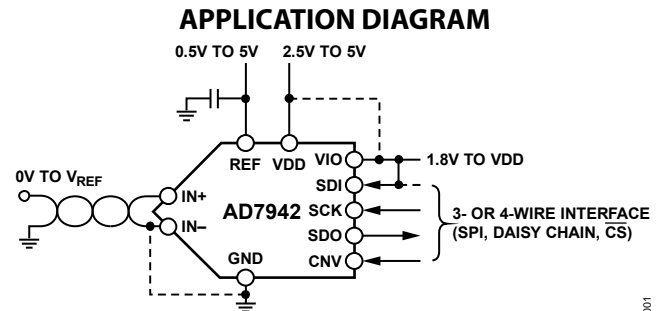 APPLICATION DIAGRAM
0.5V TO 5V
2.5V TO 5V
REF
VDD
VIO
1.8V TO VDD
0V TO VREF
SDI
IN+
AD7942
SCK
3- OR 4-WIRE INTERFACE
(SPI, DAISY CHAIN, CS)
IN–
SDO
GND
CNV
001